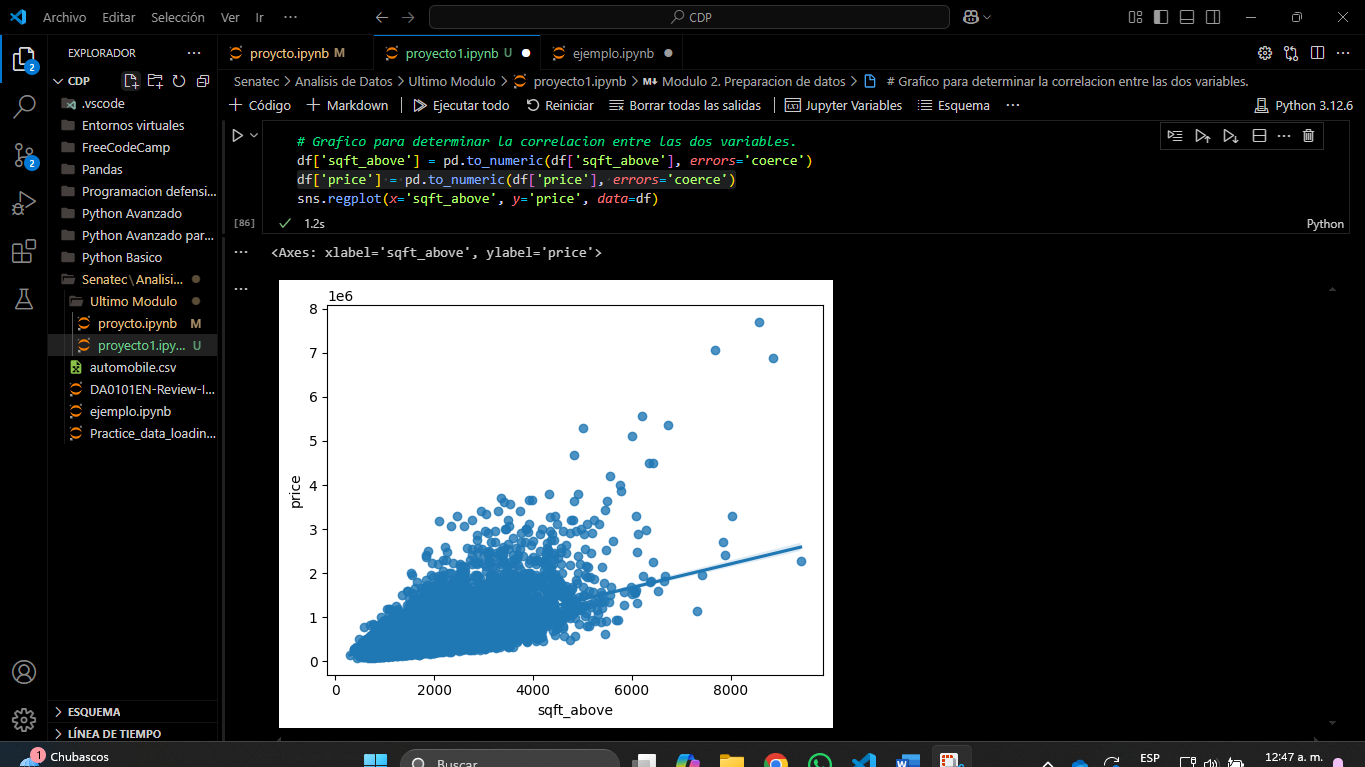 Archivo Editar Selección Ver Ir ··· CDP
EXPLORADOR ···
proycto.ipynb M proyecto1.ipynb U ejemplo.ipynb
CDP
Senatec > Analisis de Datos > Ultimo Modulo > proyecto1.ipynb > Modulo 2. Preparacion de datos > # Grafico para determinar la correlacion entre las dos variables.
Código Markdown Ejecutar todo Reiniciar Borrar todas las salidas Jupyter Variables Esquema ··· Python 3.12.6
.vscode
Entornos virtuales
FreeCodeCamp
Pandas
Programacion defensi...
Python Avanzado
Python Avanzado par...
Python Basico
Senatec\Analisi...
Ultimo Modulo
proycto.ipynb M
proyecto1.ipy... U
automobile.csv
DA0101EN-Review-I...
ejemplo.ipynb
Practice_data_loadin...
ESQUEMA
LÍNEA DE TIEMPO
2
2
# Grafico para determinar la correlacion entre las dos variables.
df['sqft_above'] = pd.to_numeric(df['sqft_above'], errors='coerce')
df['price'] = pd.to_numeric(df['price'], errors='coerce')
sns.regplot(x='sqft_above', y='price', data=df)
[86] 1.2s Python
<Axes: xlabel='sqft_above', ylabel='price'>
1e6
8
7
6
5
4
3
2
1
0
price
0 2000 4000 6000 8000
sqft_above
1 Chubascos Buscar ESP 12:47 a. m.